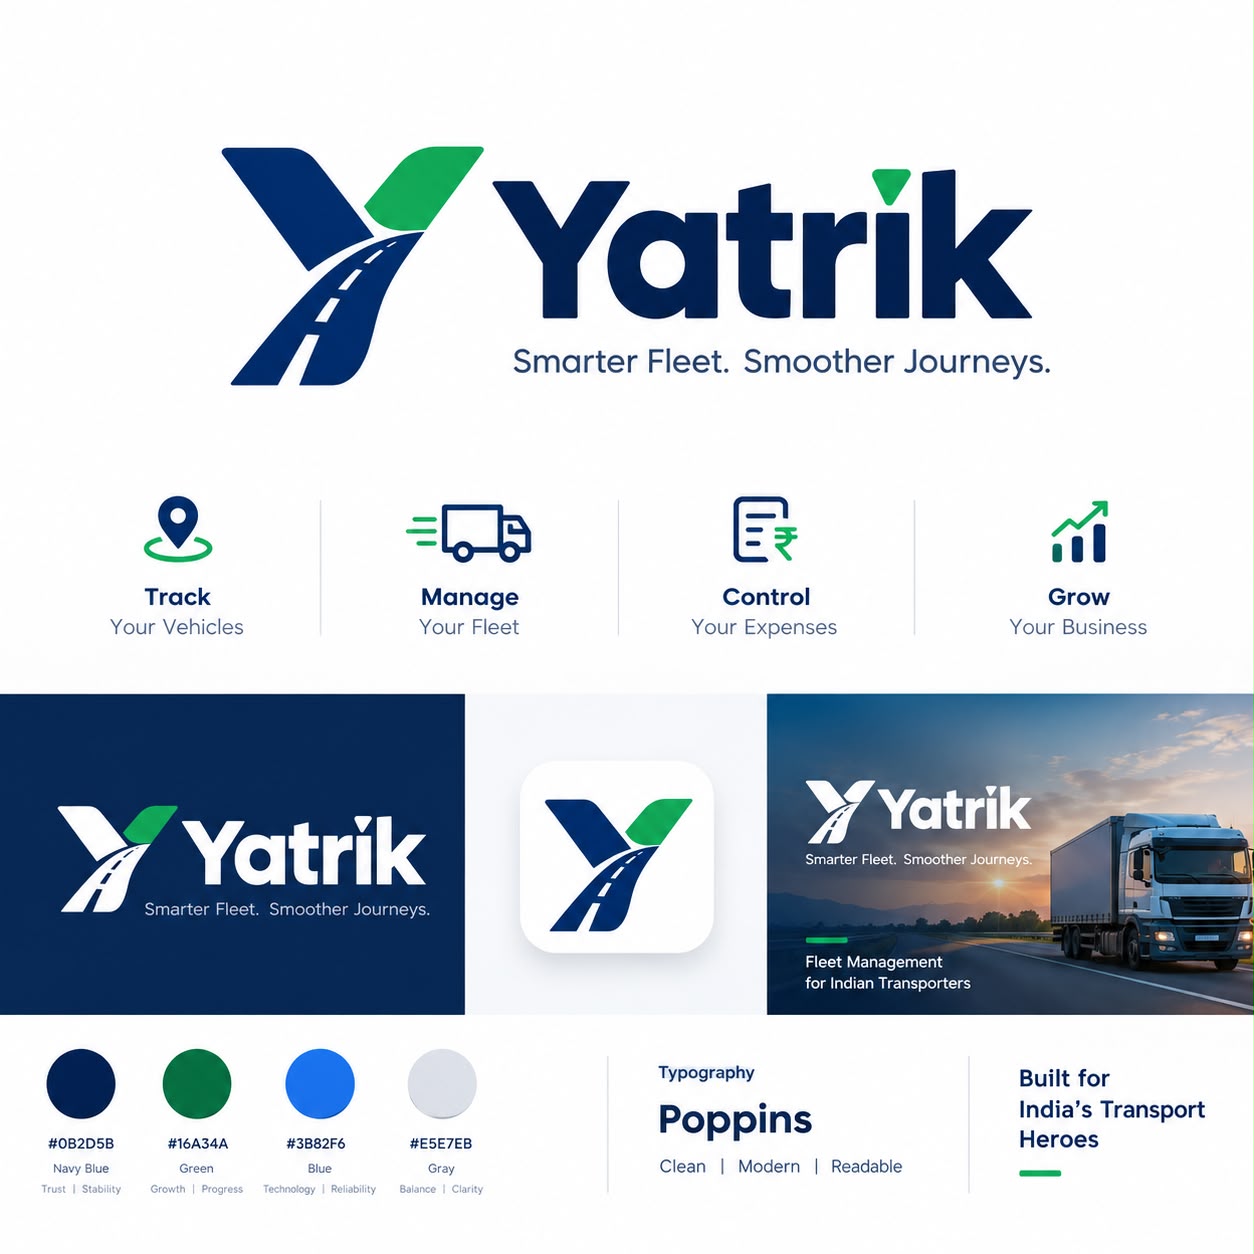 Yatrik
Smarter Fleet. Smoother Journeys.
Track
Your Vehicles
Manage
Your Fleet
Control
Your Expenses
₹
Grow
Your Business
Yatrik
Smarter Fleet. Smoother Journeys.
Yatrik
Smarter Fleet. Smoother Journeys.
Fleet Management
for Indian Transporters
#0B2D5B
Navy Blue
Trust | Stability
#16A34A
Green
Growth | Progress
#3B82F6
Blue
Technology | Reliability
#E5E7EB
Gray
Balance | Clarity
Typography
Poppins
Clean | Modern | Readable
Built for
India's Transport
Heroes